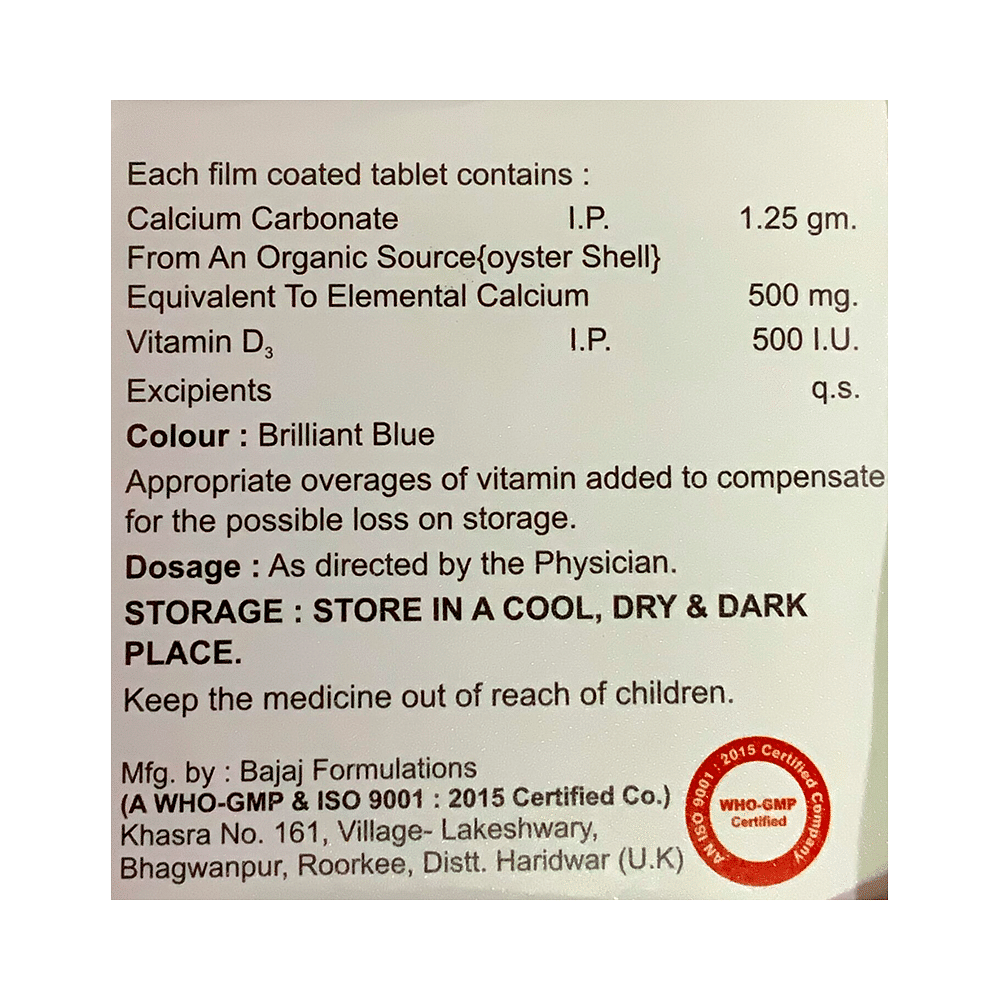 Each film coated tablet contains :
Calcium Carbonate I.P. 1.25 gm.
From An Organic Source{oyster Shell}
Equivalent To Elemental Calcium 500 mg.
Vitamin D₃ I.P. 500 I.U.
Excipients q.s.
Colour : Brilliant Blue
Appropriate overages of vitamin added to compensate
for the possible loss on storage.
Dosage : As directed by the Physician.
STORAGE : STORE IN A COOL, DRY & DARK
PLACE.
Keep the medicine out of reach of children.
Mfg. by : Bajaj Formulations
(A WHO-GMP & ISO 9001 : 2015 Certified Co.)
Khasra No. 161, Village- Lakeshwary,
Bhagwanpur, Roorkee, Distt. Haridwar (U.K)
AN ISO 9001 : 2015 Certified Company
WHO-GMP
Certified